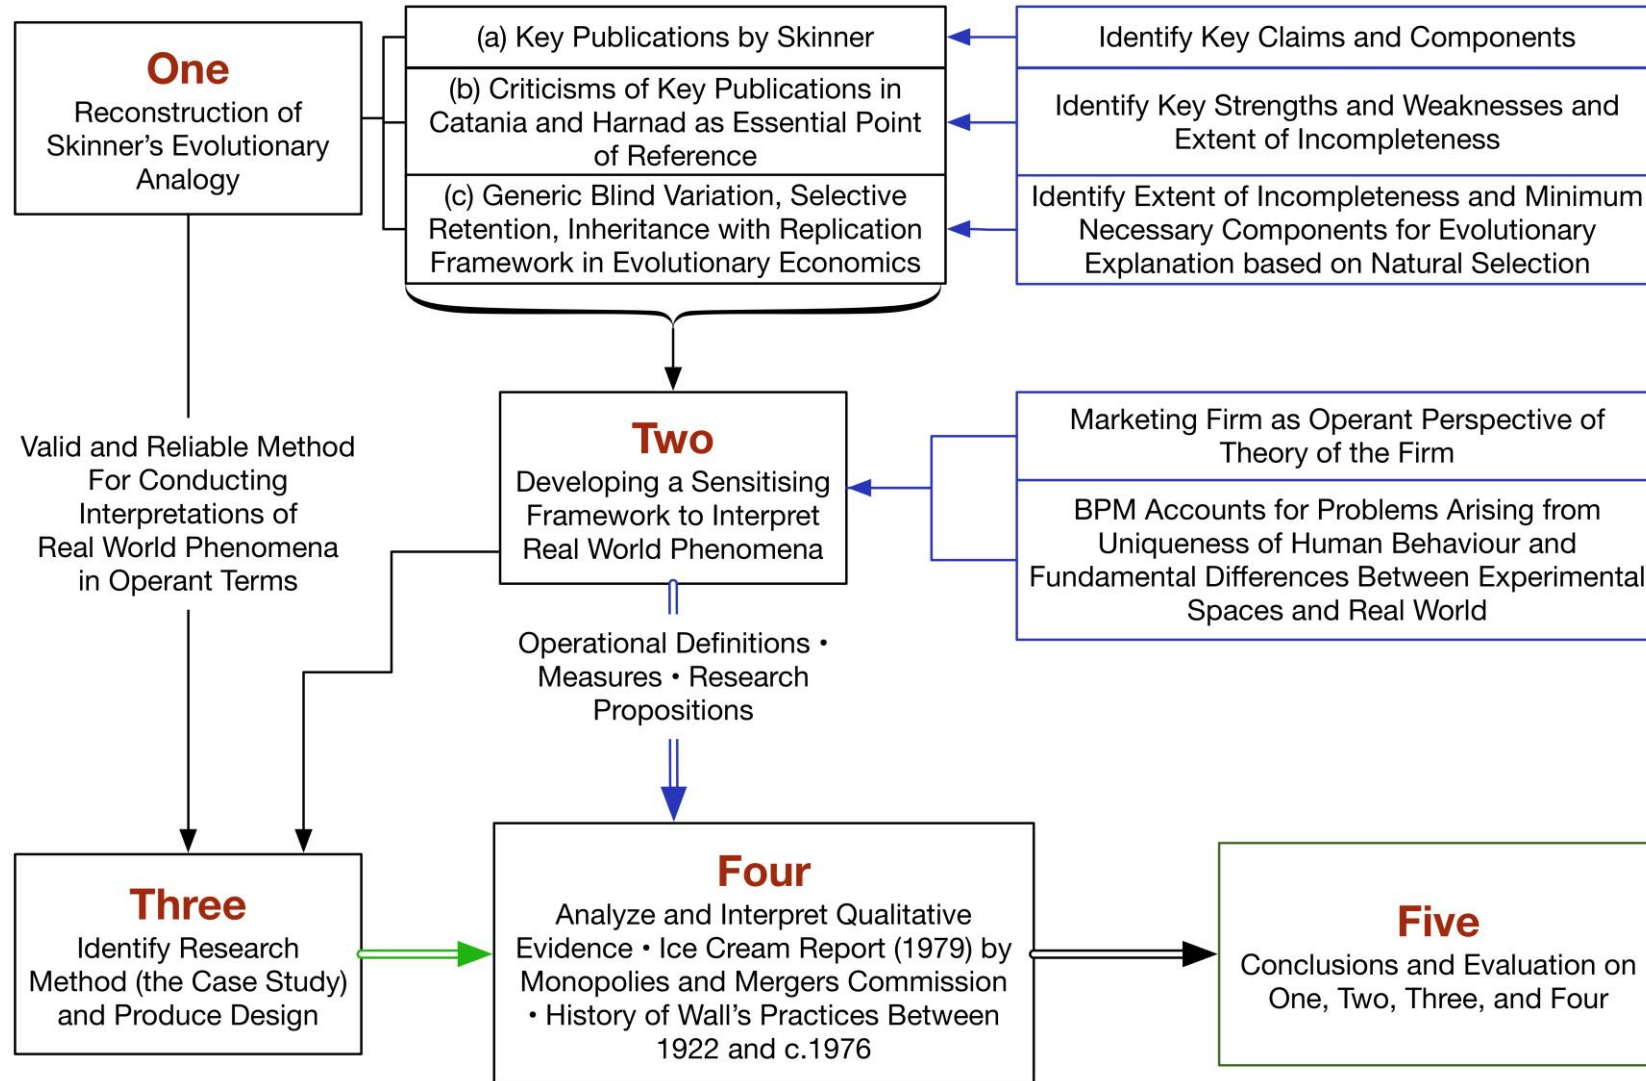 One
Reconstruction of
Skinner's Evolutionary
Analogy
(a) Key Publications by Skinner
(b) Criticisms of Key Publications in
Catania and Harnad as Essential Point
of Reference
(c) Generic Blind Variation, Selective
Retention, Inheritance with Replication
Framework in Evolutionary Economics
Identify Key Claims and Components
Identify Key Strengths and Weaknesses and
Extent of Incompleteness
Identify Extent of Incompleteness and Minimum
Necessary Components for Evolutionary
Explanation based on Natural Selection
Valid and Reliable Method
For Conducting
Interpretations of
Real World Phenomena
in Operant Terms
Two
Developing a Sensitising
Framework to Interpret
Real World Phenomena
Marketing Firm as Operant Perspective of
Theory of the Firm
BPM Accounts for Problems Arising from
Uniqueness of Human Behaviour and
Fundamental Differences Between Experimental
Spaces and Real World
Operational Definitions •
Measures • Research
Propositions
Three
Identify Research
Method (the Case Study)
and Produce Design
Four
Analyze and Interpret Qualitative
Evidence • Ice Cream Report (1979) by
Monopolies and Mergers Commission
• History of Wall's Practices Between
1922 and c.1976
Five
Conclusions and Evaluation on
One, Two, Three, and Four